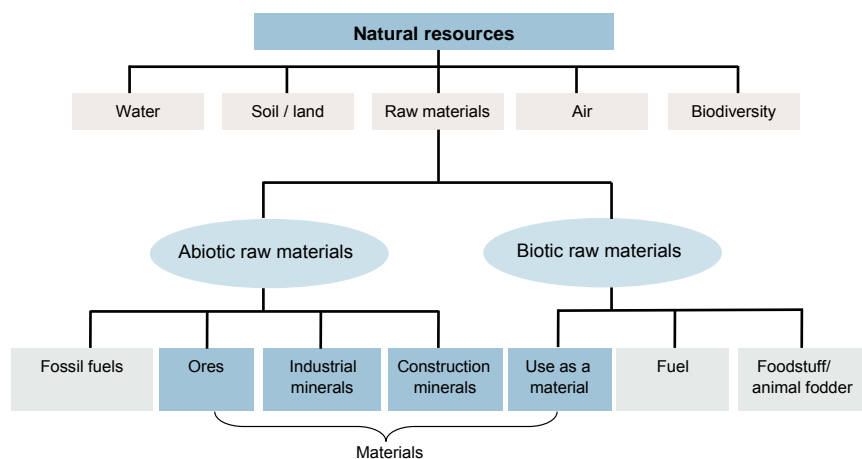 Natural resources
Water
Soil / land
Raw materials
Air
Biodiversity
Abiotic raw materials
Biotic raw materials
Fossil fuels
Ores
Industrial
minerals
Construction
minerals
Use as a
material
Fuel
Foodstuff/
animal fodder
Materials